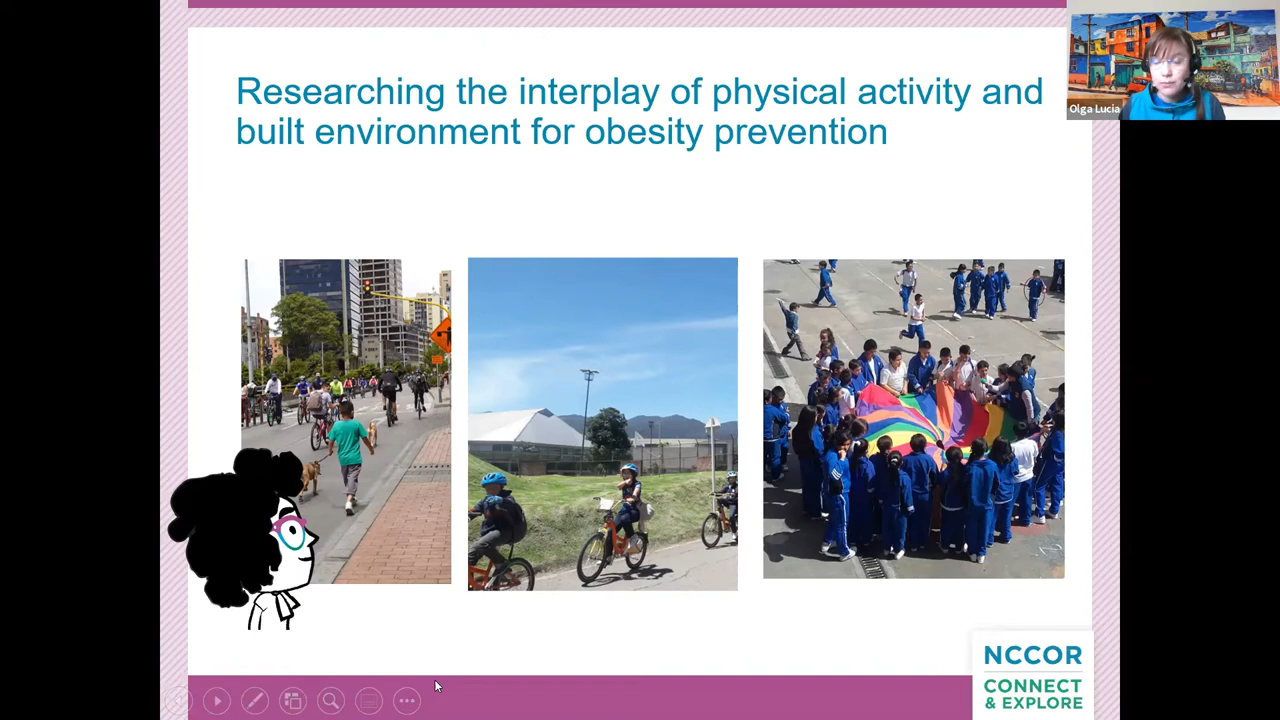 Researching the interplay of physical activity and
built environment for obesity prevention
Olga Lucia
NCCOR
CONNECT
& EXPLORE